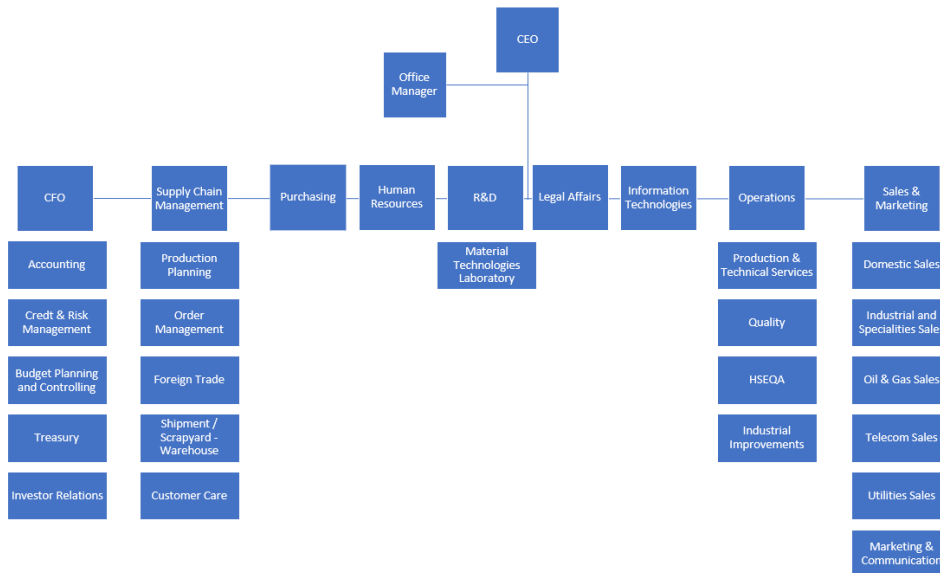 CEO
Office
Manager
CFO
Supply Chain
Management
Purchasing
Human
Resources
R&D
Legal Affairs
Information
Technologies
Operations
Sales &
Marketing
Accounting
Credt & Risk
Management
Budget Planning
and Controlling
Treasury
Investor Relations
Production
Planning
Order
Management
Foreign Trade
Shipment /
Scrapyard -
Warehouse
Customer Care
Material
Technologies
Laboratory
Production &
Technical Services
Quality
HSEQA
Industrial
Improvements
Domestic Sales
Industrial and
Specialities Sales
Oil & Gas Sales
Telecom Sales
Utilities Sales
Marketing &
Communication